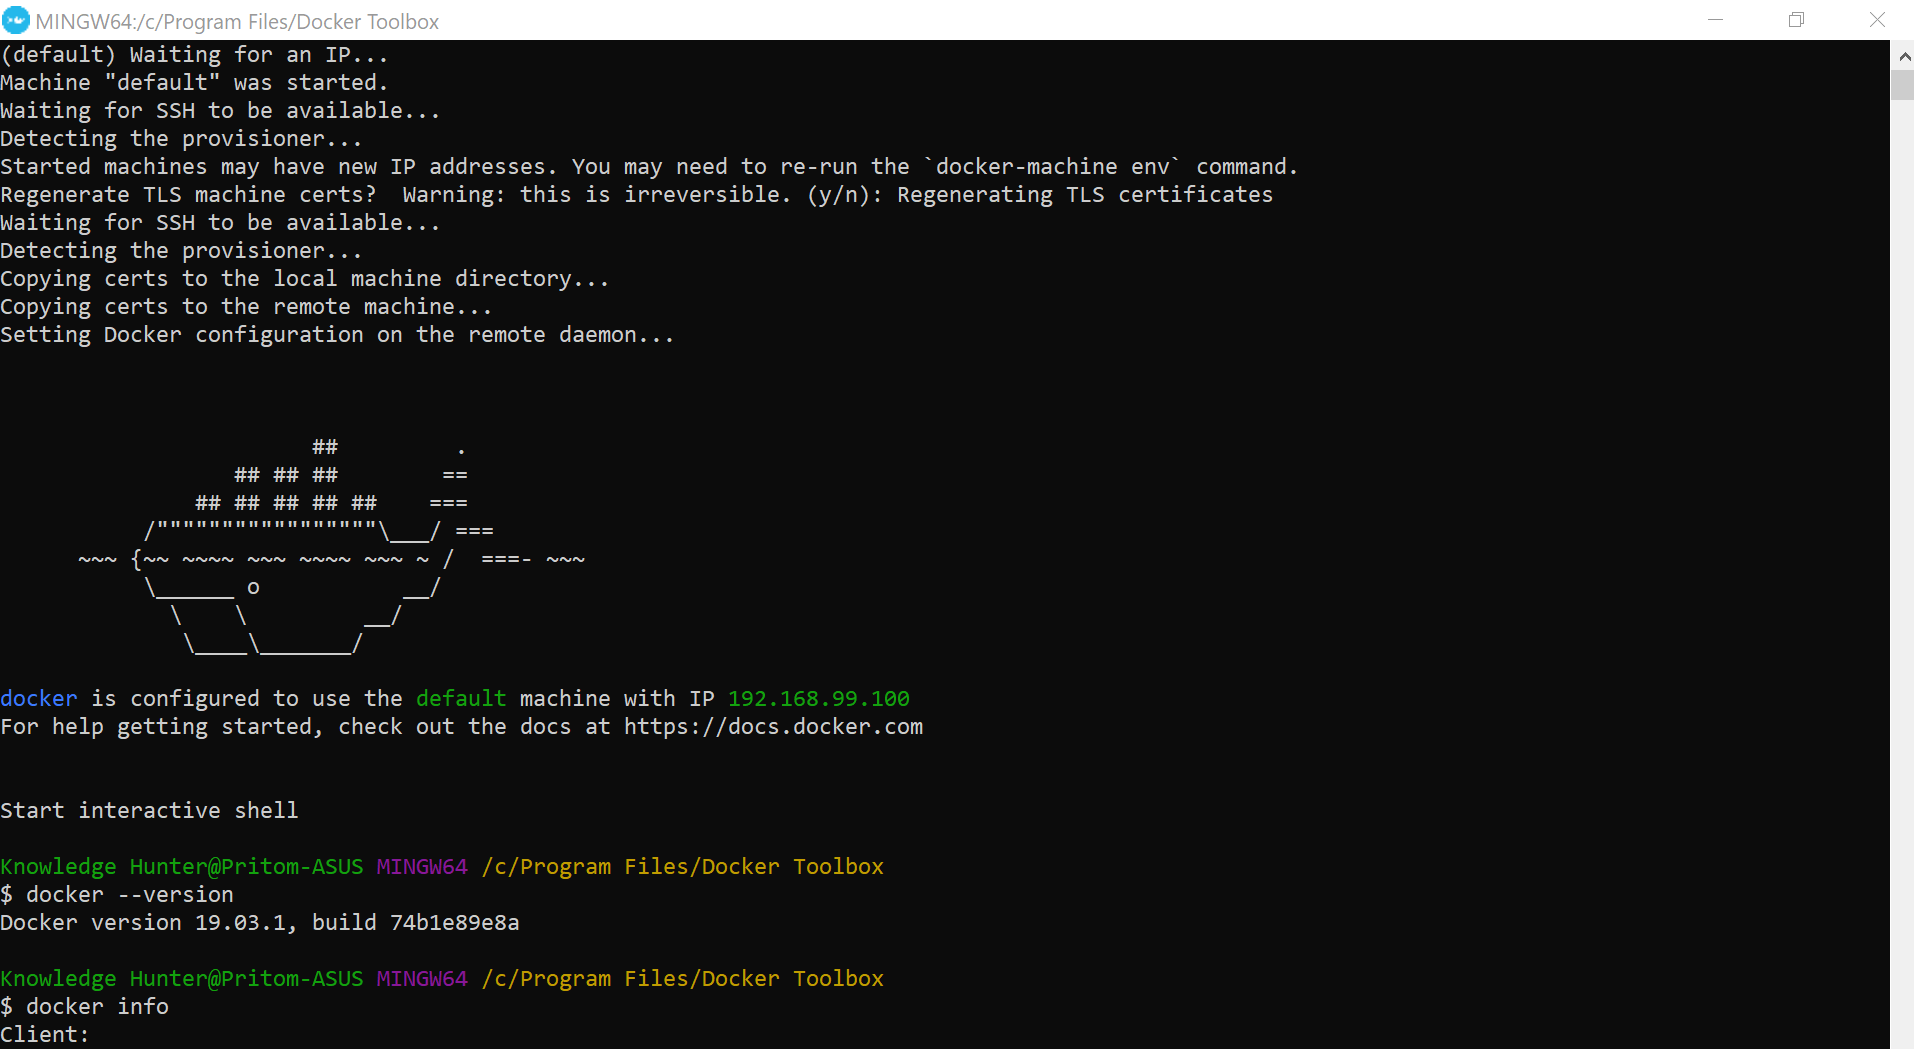 MINGW64:/c/Program Files/Docker Toolbox
(default) Waiting for an IP...
Machine "default" was started.
Waiting for SSH to be available...
Detecting the provisioner...
Started machines may have new IP addresses. You may need to re-run the `docker-machine env` command.
Regenerate TLS machine certs?  Warning: this is irreversible. (y/n): Regenerating TLS certificates
Waiting for SSH to be available...
Detecting the provisioner...
Copying certs to the local machine directory...
Copying certs to the remote machine...
Setting Docker configuration on the remote daemon...
                        ##         .
                  ## ## ##        ==
               ## ## ## ## ##    ===
           /"""""""""""""""""\___/ ===
      ~~~ {~~ ~~~~ ~~~ ~~~~ ~~~ ~ /  ===- ~~~
           \______ o           __/
             \    \         __/
              \____\_______/
docker is configured to use the default machine with IP 192.168.99.100
For help getting started, check out the docs at https://docs.docker.com
Start interactive shell
Knowledge Hunter@Pritom-ASUS MINGW64 /c/Program Files/Docker Toolbox
$ docker --version
Docker version 19.03.1, build 74b1e89e8a
Knowledge Hunter@Pritom-ASUS MINGW64 /c/Program Files/Docker Toolbox
$ docker info
Client: